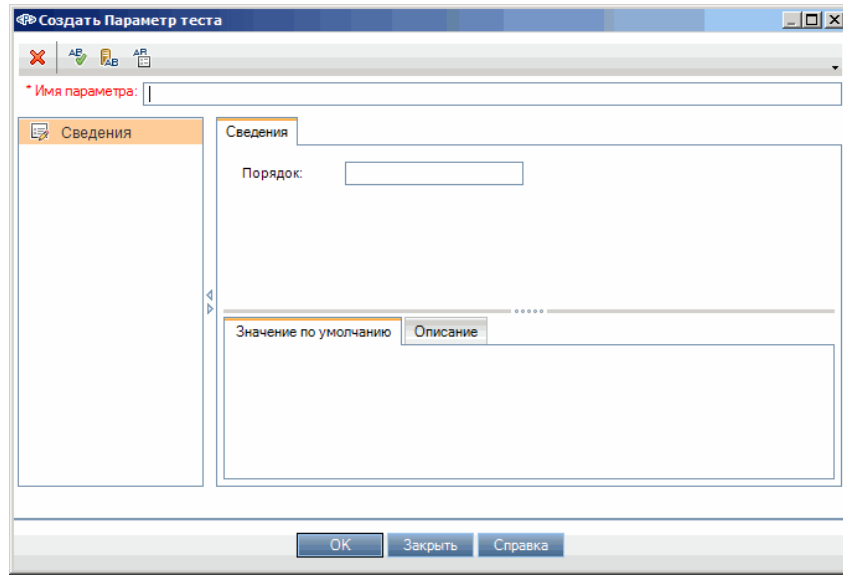 Создать Параметр теста
* Имя параметра:
Сведения
Сведения
Порядок:
Значение по умолчанию Описание
OK Закрыть Справка